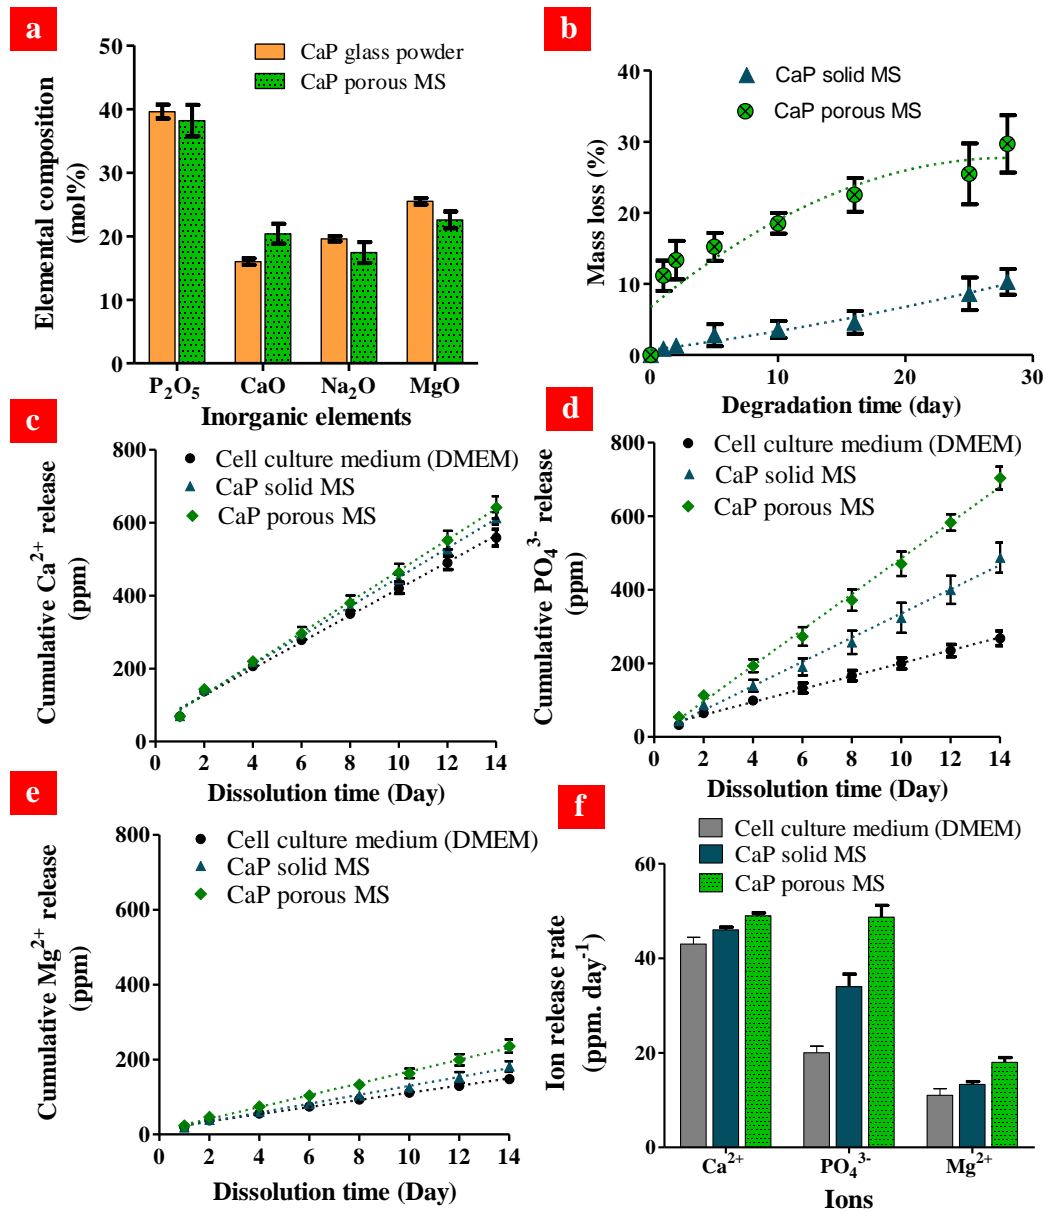 a
CaP glass powder
CaP porous MS
Elemental composition
(mol%)
50
40
30
20
10
0
P₂O₅ CaO Na₂O MgO
Inorganic elements
b
CaP solid MS
CaP porous MS
Mass loss (%)
40
30
20
10
0
0 10 20 30
Degradation time (day)
c
Cell culture medium (DMEM)
CaP solid MS
CaP porous MS
Cumulative Ca²⁺ release
(ppm)
800
600
400
200
0
0 2 4 6 8 10 12 14
Dissolution time (Day)
d
Cell culture medium (DMEM)
CaP solid MS
CaP porous MS
Cumulative PO₄³⁻ release
(ppm)
800
600
400
200
0
0 2 4 6 8 10 12 14
Dissolution time (Day)
e
Cell culture medium (DMEM)
CaP solid MS
CaP porous MS
Cumulative Mg²⁺ release
(ppm)
800
600
400
200
0
0 2 4 6 8 10 12 14
Dissolution time (Day)
f
Cell culture medium (DMEM)
CaP solid MS
CaP porous MS
Ion release rate
(ppm. day⁻¹)
60
40
20
0
Ca²⁺ PO₄³⁻ Mg²⁺
Ions